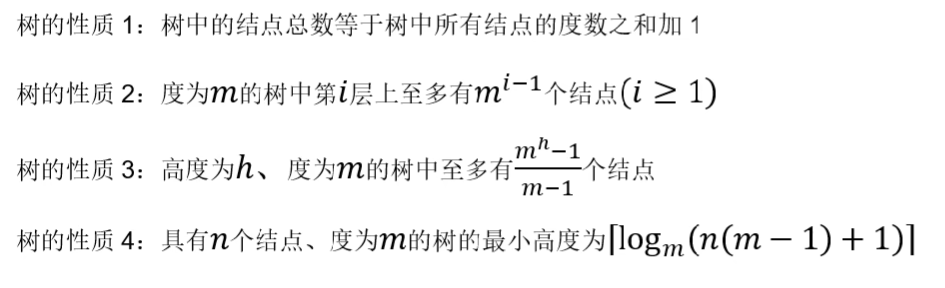 树的性质 1：树中的结点总数等于树中所有结点的度数之和加 1
树的性质 2：度为m的树中第i层上至多有m^{i−1}个结点(i ≥ 1)
树的性质 3：高度为h、度为m的树中至多有\frac{m^h−1}{m−1}个结点
树的性质 4：具有n个结点、度为m的树的最小高度为⌈log_m(n(m − 1) + 1)⌉